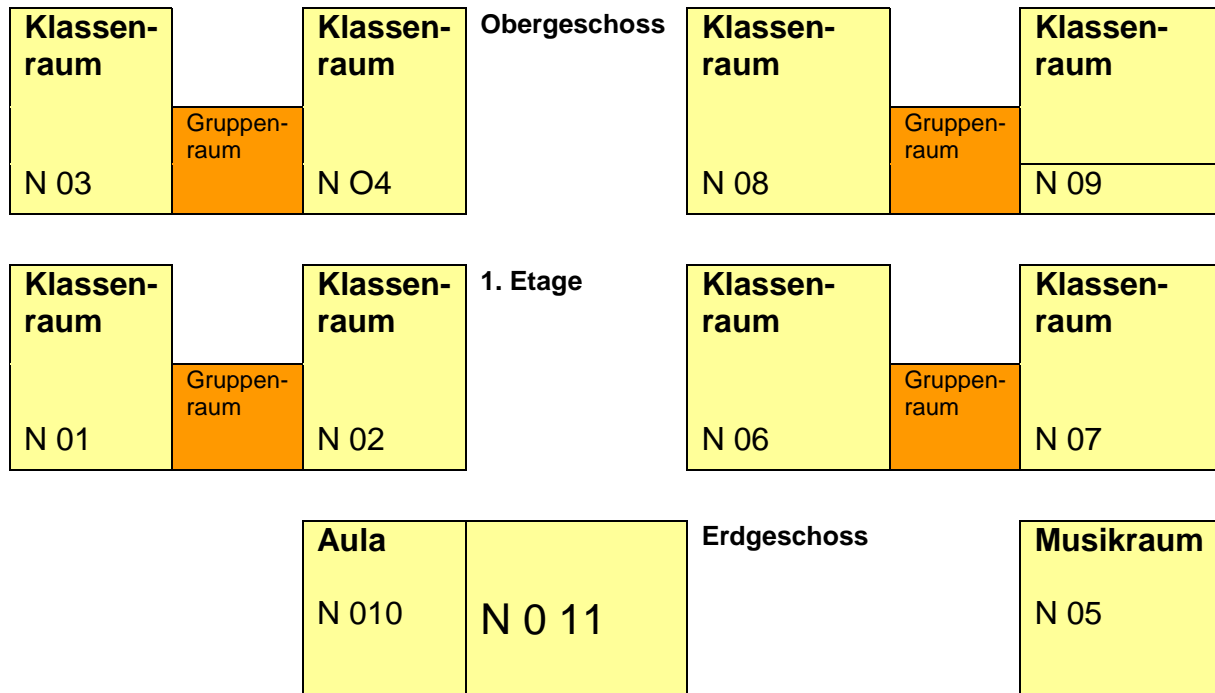 Klassen-
raum
N 03
Gruppen-
raum
Klassen-
raum
N O4
Obergeschoss
Klassen-
raum
N 08
Gruppen-
raum
Klassen-
raum
N 09
Klassen-
raum
N 01
Gruppen-
raum
Klassen-
raum
N 02
1. Etage
Klassen-
raum
N 06
Gruppen-
raum
Klassen-
raum
N 07
Aula
N 010
N 0 11
Erdgeschoss
Musikraum
N 05